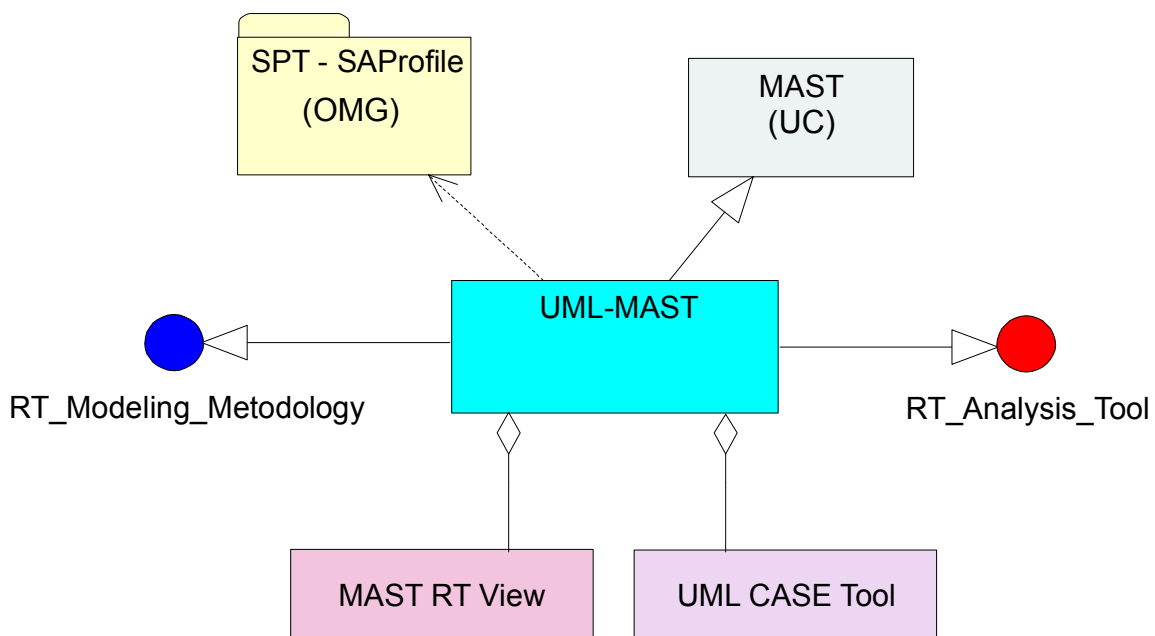 SPT - SAProfile
(OMG)
MAST
(UC)
UML-MAST
RT_Modeling_Metodology
RT_Analysis_Tool
MAST RT View
UML CASE Tool